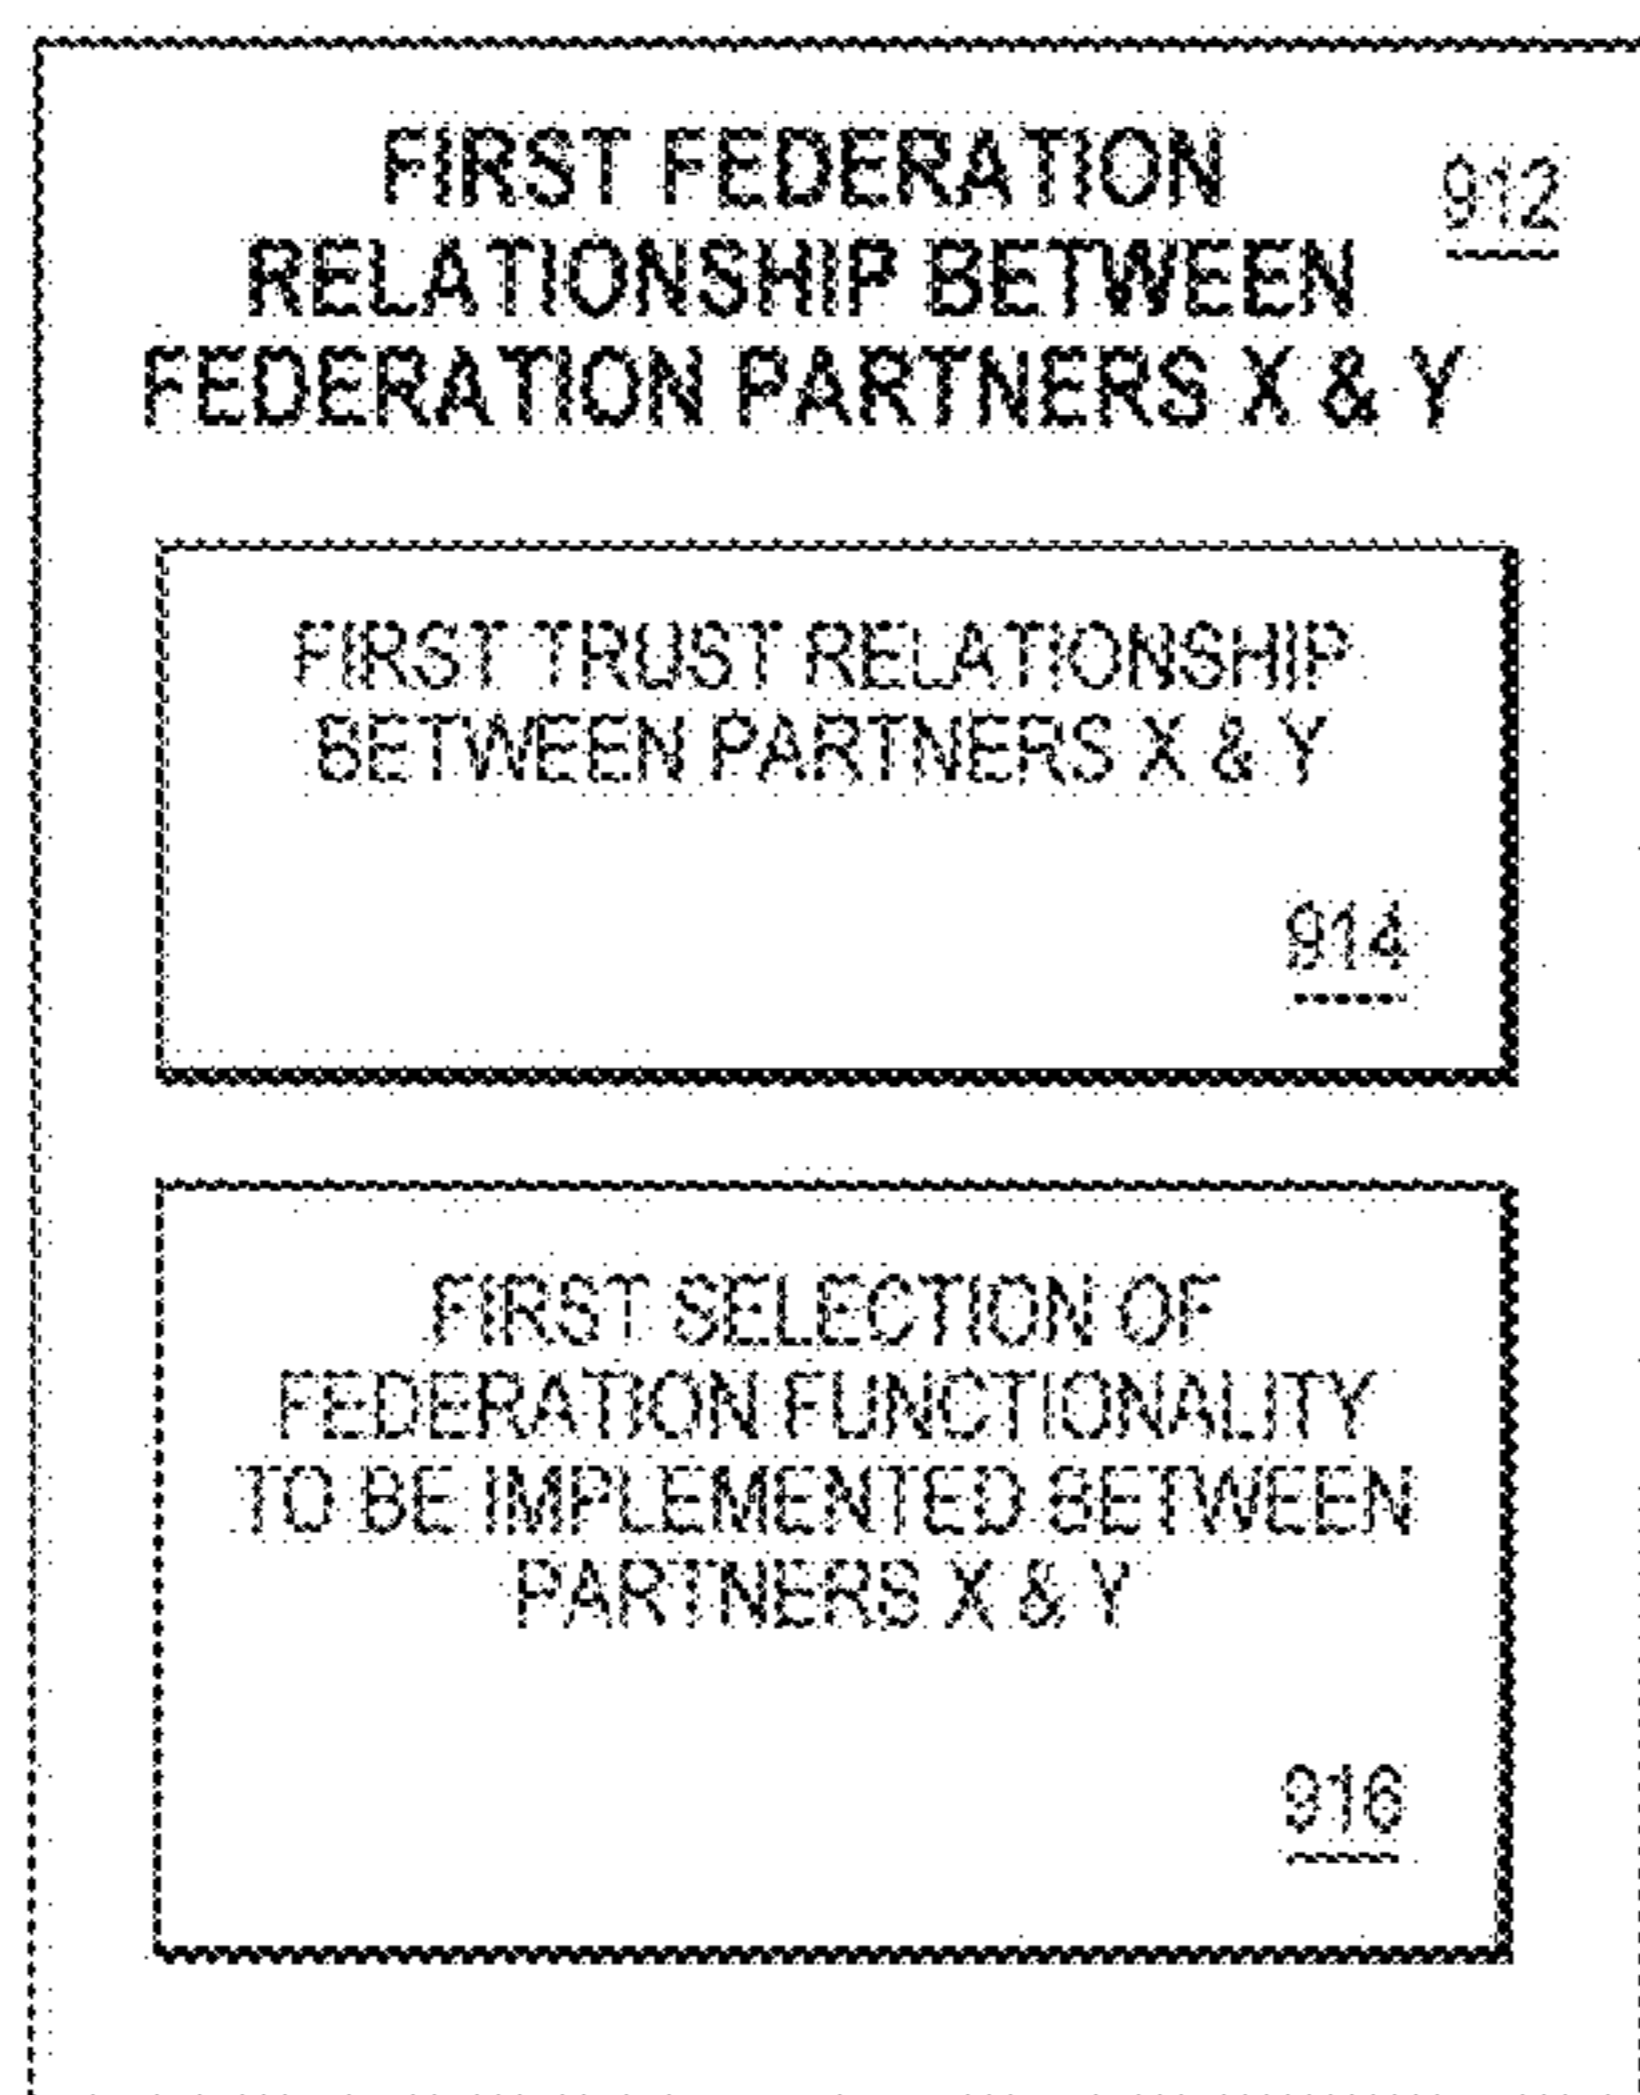 FIRST FEDERATION
912
RELATIONSHIP BETWEEN
FEDERATION PARTNERS X & Y
FIRST TRUST RELATIONSHIP
BETWEEN PARTNERS X & Y
914
FIRST SELECTION OF
FEDERATION FUNCTIONALITY
TO BE IMPLEMENTED BETWEEN
PARTNERS X & Y
916